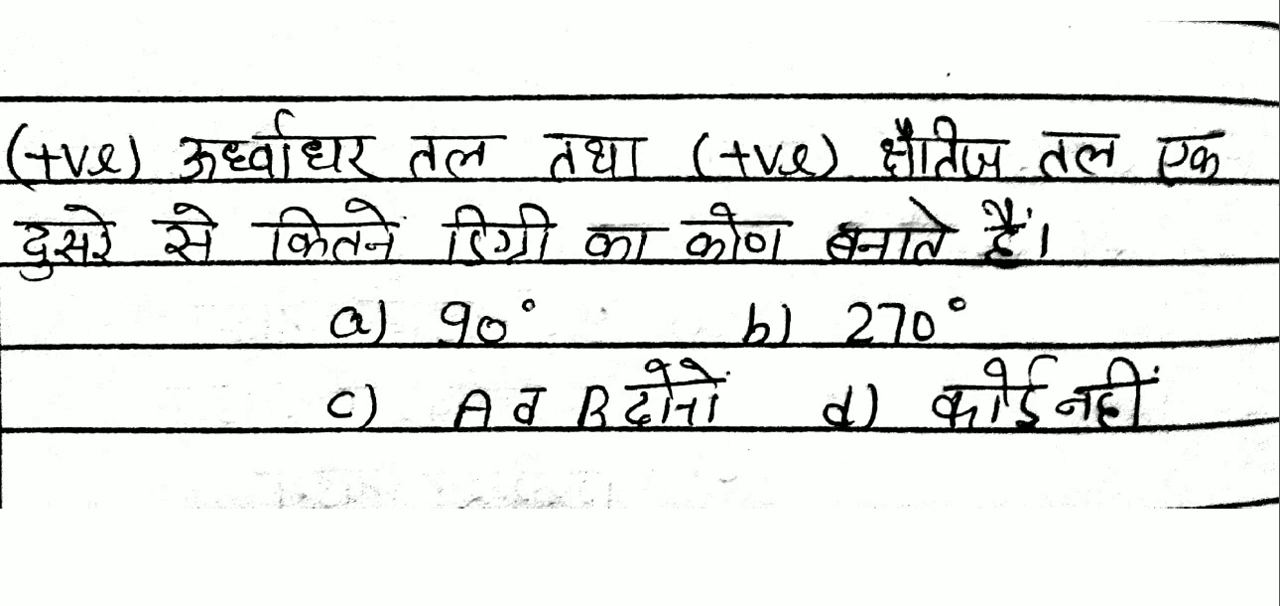 (+ve) ऊर्ध्वाधर तल तथा (+ve) क्षैतिज तल एक
दुसरे से कितने डिग्री का कोण बनाते हैं।
a) 90° b) 270°
c) A व B दोनों d) कोई नहीं